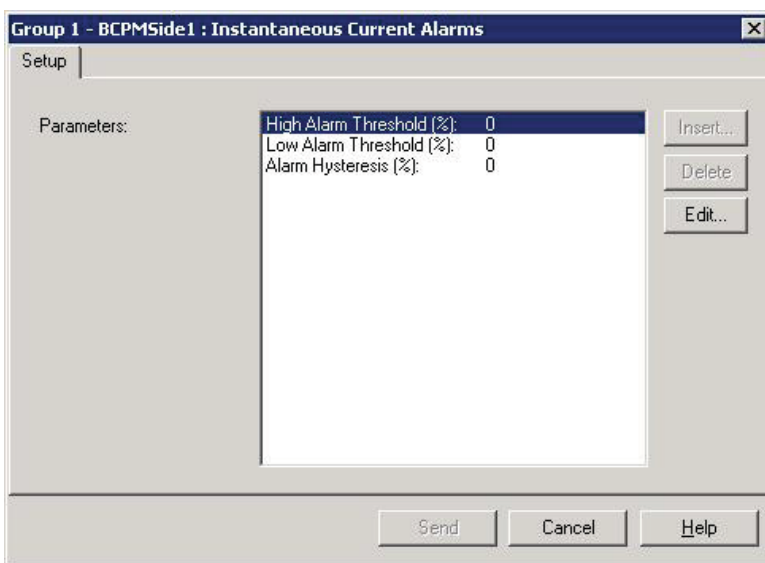 Group 1 - BCPMSide1 : Instantaneous Current Alarms
Setup
Parameters:
High Alarm Threshold (%): 0
Low Alarm Threshold (%): 0
Alarm Hysteresis (%): 0
Insert...
Delete
Edit...
Send Cancel Help